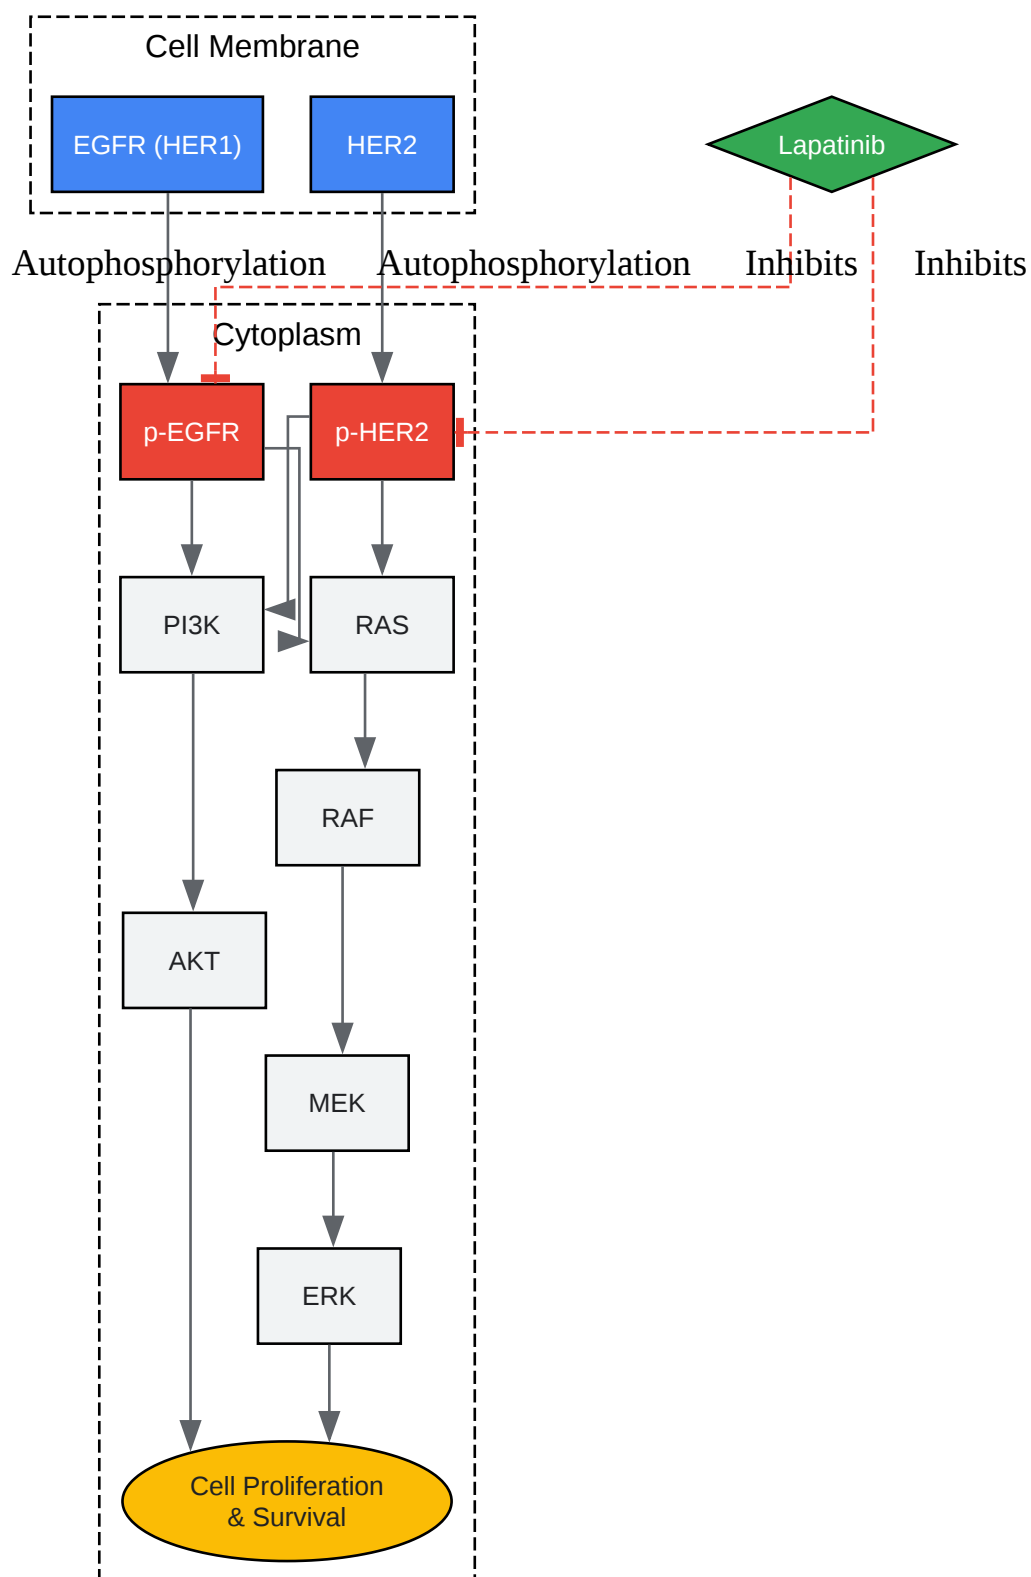 Cell Membrane
EGFR (HER1)
HER2
Lapatinib
Autophosphorylation
Autophosphorylation
Inhibits
Inhibits
Cytoplasm
p-EGFR
p-HER2
PI3K
RAS
RAF
AKT
MEK
ERK
Cell Proliferation
& Survival